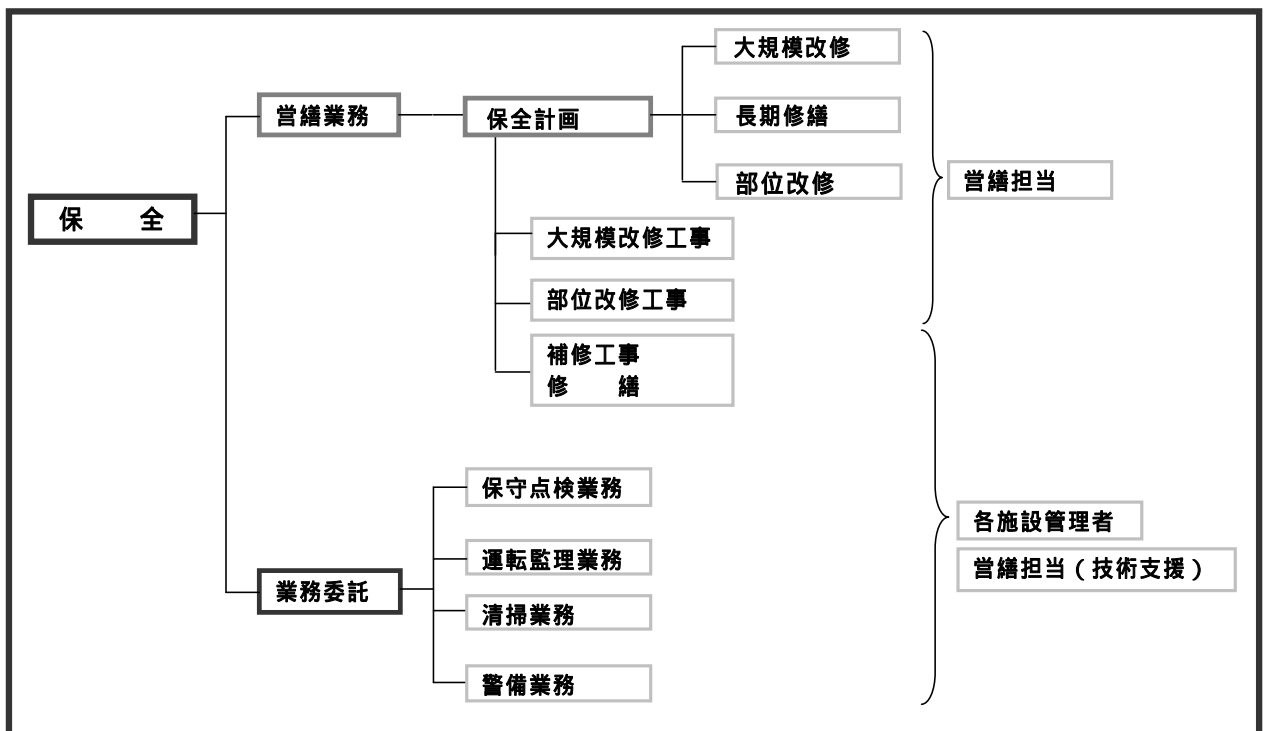 大規模改修
営繕業務
保全計画
長期修繕
部位改修
営繕担当
保　　全
大規模改修工事
部位改修工事
補修工事
修　　繕
保守点検業務
各施設管理者
運転監理業務
営繕担当（技術支援）
業務委託
清掃業務
警備業務